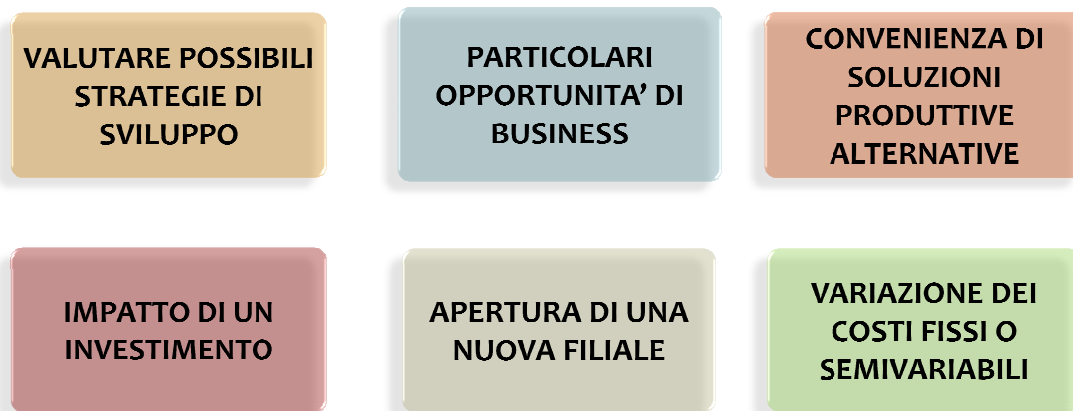 VALUTARE POSSIBILI
STRATEGIE DI
SVILUPPO
PARTICOLARI
OPPORTUNITA’ DI
BUSINESS
CONVENIENZA DI
SOLUZIONI
PRODUTTIVE
ALTERNATIVE
IMPATTO DI UN
INVESTIMENTO
APERTURA DI UNA
NUOVA FILIALE
VARIAZIONE DEI
COSTI FISSI O
SEMIVARIABILI